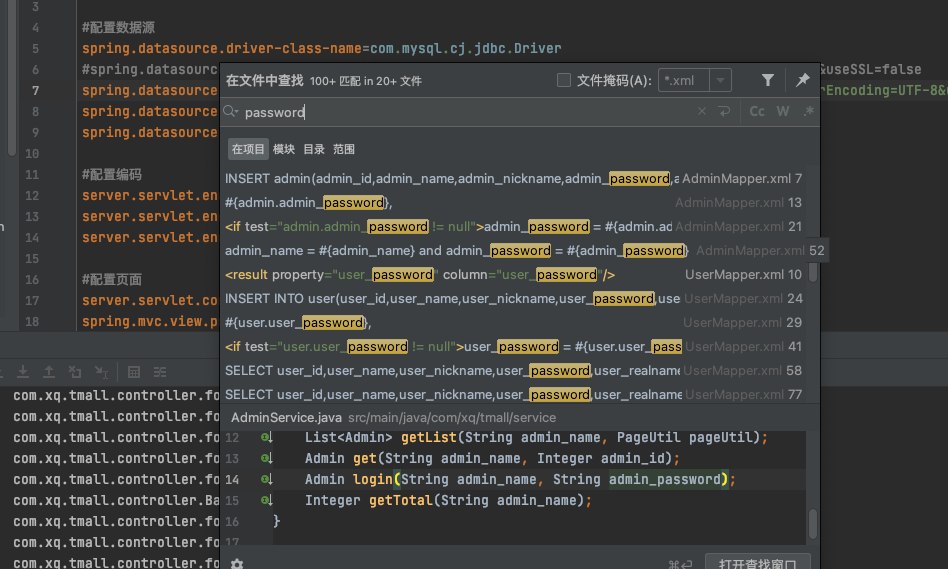 3
4 #配置数据源
5 spring.datasource.driver-class-name=com.mysql.cj.jdbc.Driver
6 #spring.datasourc &useSSL=false
7 spring.datasource rEncoding=UTF-8&
8 spring.datasource
9 spring.datasource
10
11 #配置编码
12 server.servlet.en
13 server.servlet.en
14 server.servlet.en
15
16 #配置页面
17 server.servlet.co
18 spring.mvc.view.p
在文件中查找 100+ 匹配 in 20+ 文件 文件掩码(A): *.xml
password Cc W .*
在项目 模块 目录 范围
INSERT admin(admin_id,admin_name,admin_nickname,admin_password,a AdminMapper.xml 7
#{admin.admin_password}, AdminMapper.xml 13
<if test="admin.admin_password != null">admin_password = #{admin.ad AdminMapper.xml 21
admin_name = #{admin_name} and admin_password = #{admin_password} AdminMapper.xml 52
<result property="user_password" column="user_password"/> UserMapper.xml 10
INSERT INTO user(user_id,user_name,user_nickname,user_password,use UserMapper.xml 24
#{user.user_password}, UserMapper.xml 29
<if test="user.user_password != null">user_password = #{user.user_pass UserMapper.xml 41
SELECT user_id,user_name,user_nickname,user_password,user_realname UserMapper.xml 58
SELECT user_id,user_name,user_nickname,user_password,user_realname UserMapper.xml 77
AdminService.java src/main/java/com/xq/tmall/service
12 List<Admin> getList(String admin_name, PageUtil pageUtil);
13 Admin get(String admin_name, Integer admin_id);
14 Admin login(String admin_name, String admin_password);
15 Integer getTotal(String admin_name);
16 }
17
打开查找窗口
com.xq.tmall.controller.fo
com.xq.tmall.controller.fo
com.xq.tmall.controller.fo
com.xq.tmall.controller.fo
com.xq.tmall.controller.fo
com.xq.tmall.controller.Ba
com.xq.tmall.controller.fo
com.xq.tmall.controller.fo
com.xq.tmall.controller.fo